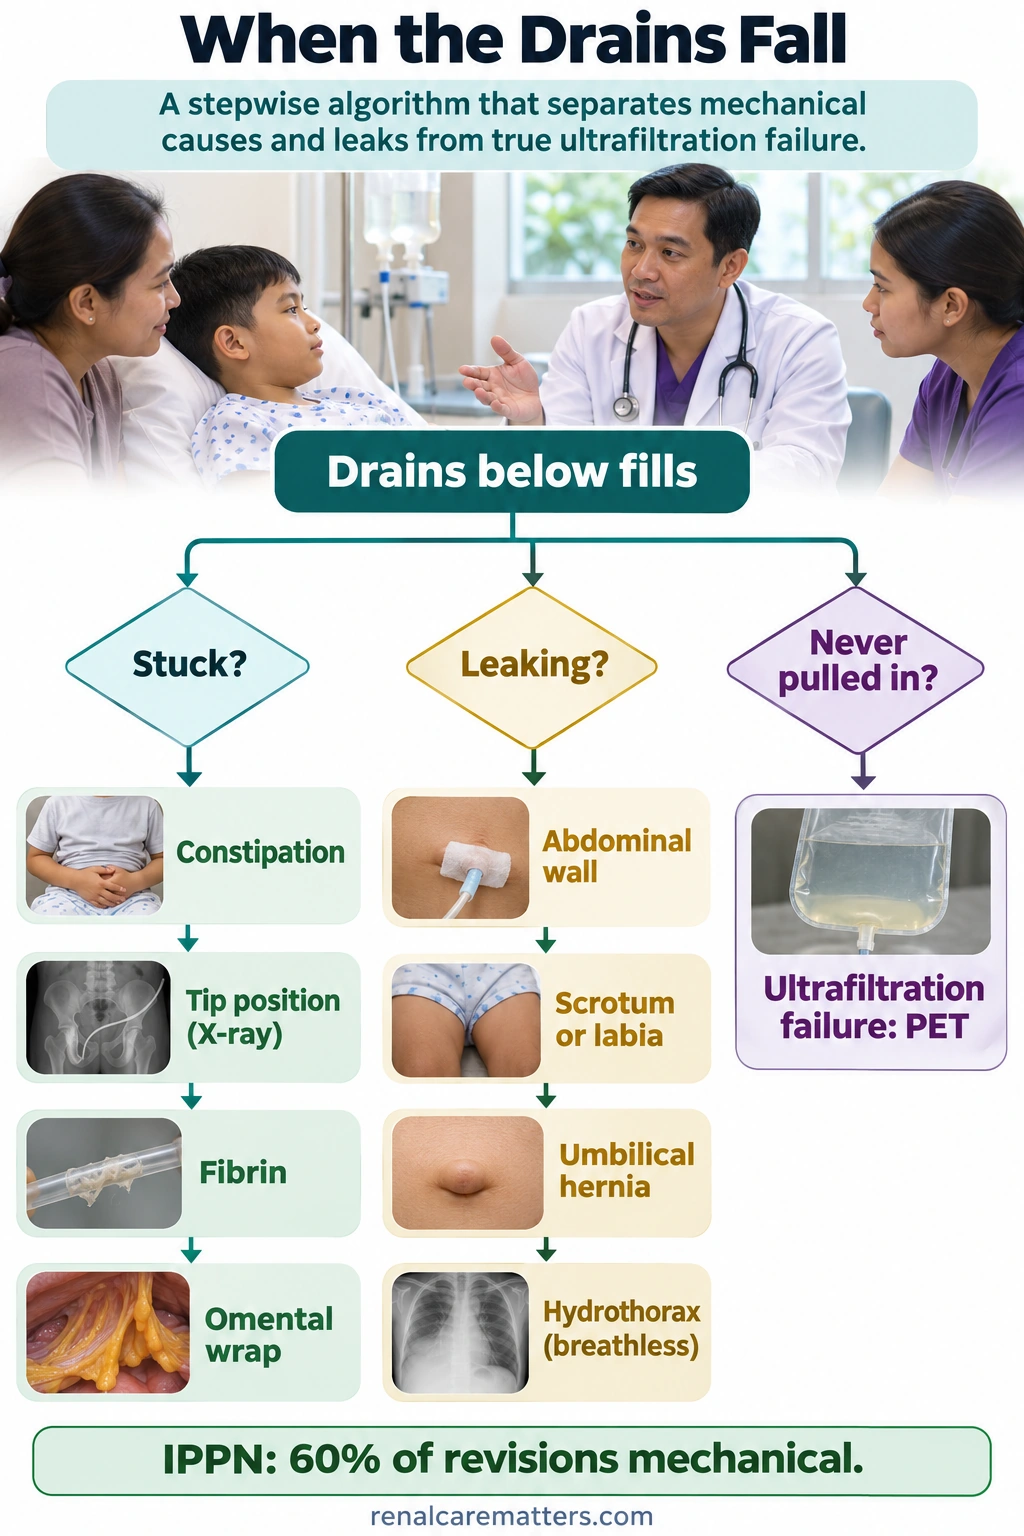 When the Drains Fall
A stepwise algorithm that separates mechanical
causes and leaks from true ultrafiltration failure.
Drains below fills
Stuck?
Leaking?
Never
pulled in?
Constipation
Tip position
(X-ray)
Fibrin
Omental
wrap
Abdominal
wall
Scrotum
or labia
Umbilical
hernia
Hydrothorax
(breathless)
Ultrafiltration
failure: PET
IPPN: 60% of revisions mechanical.
renalcarematters.com